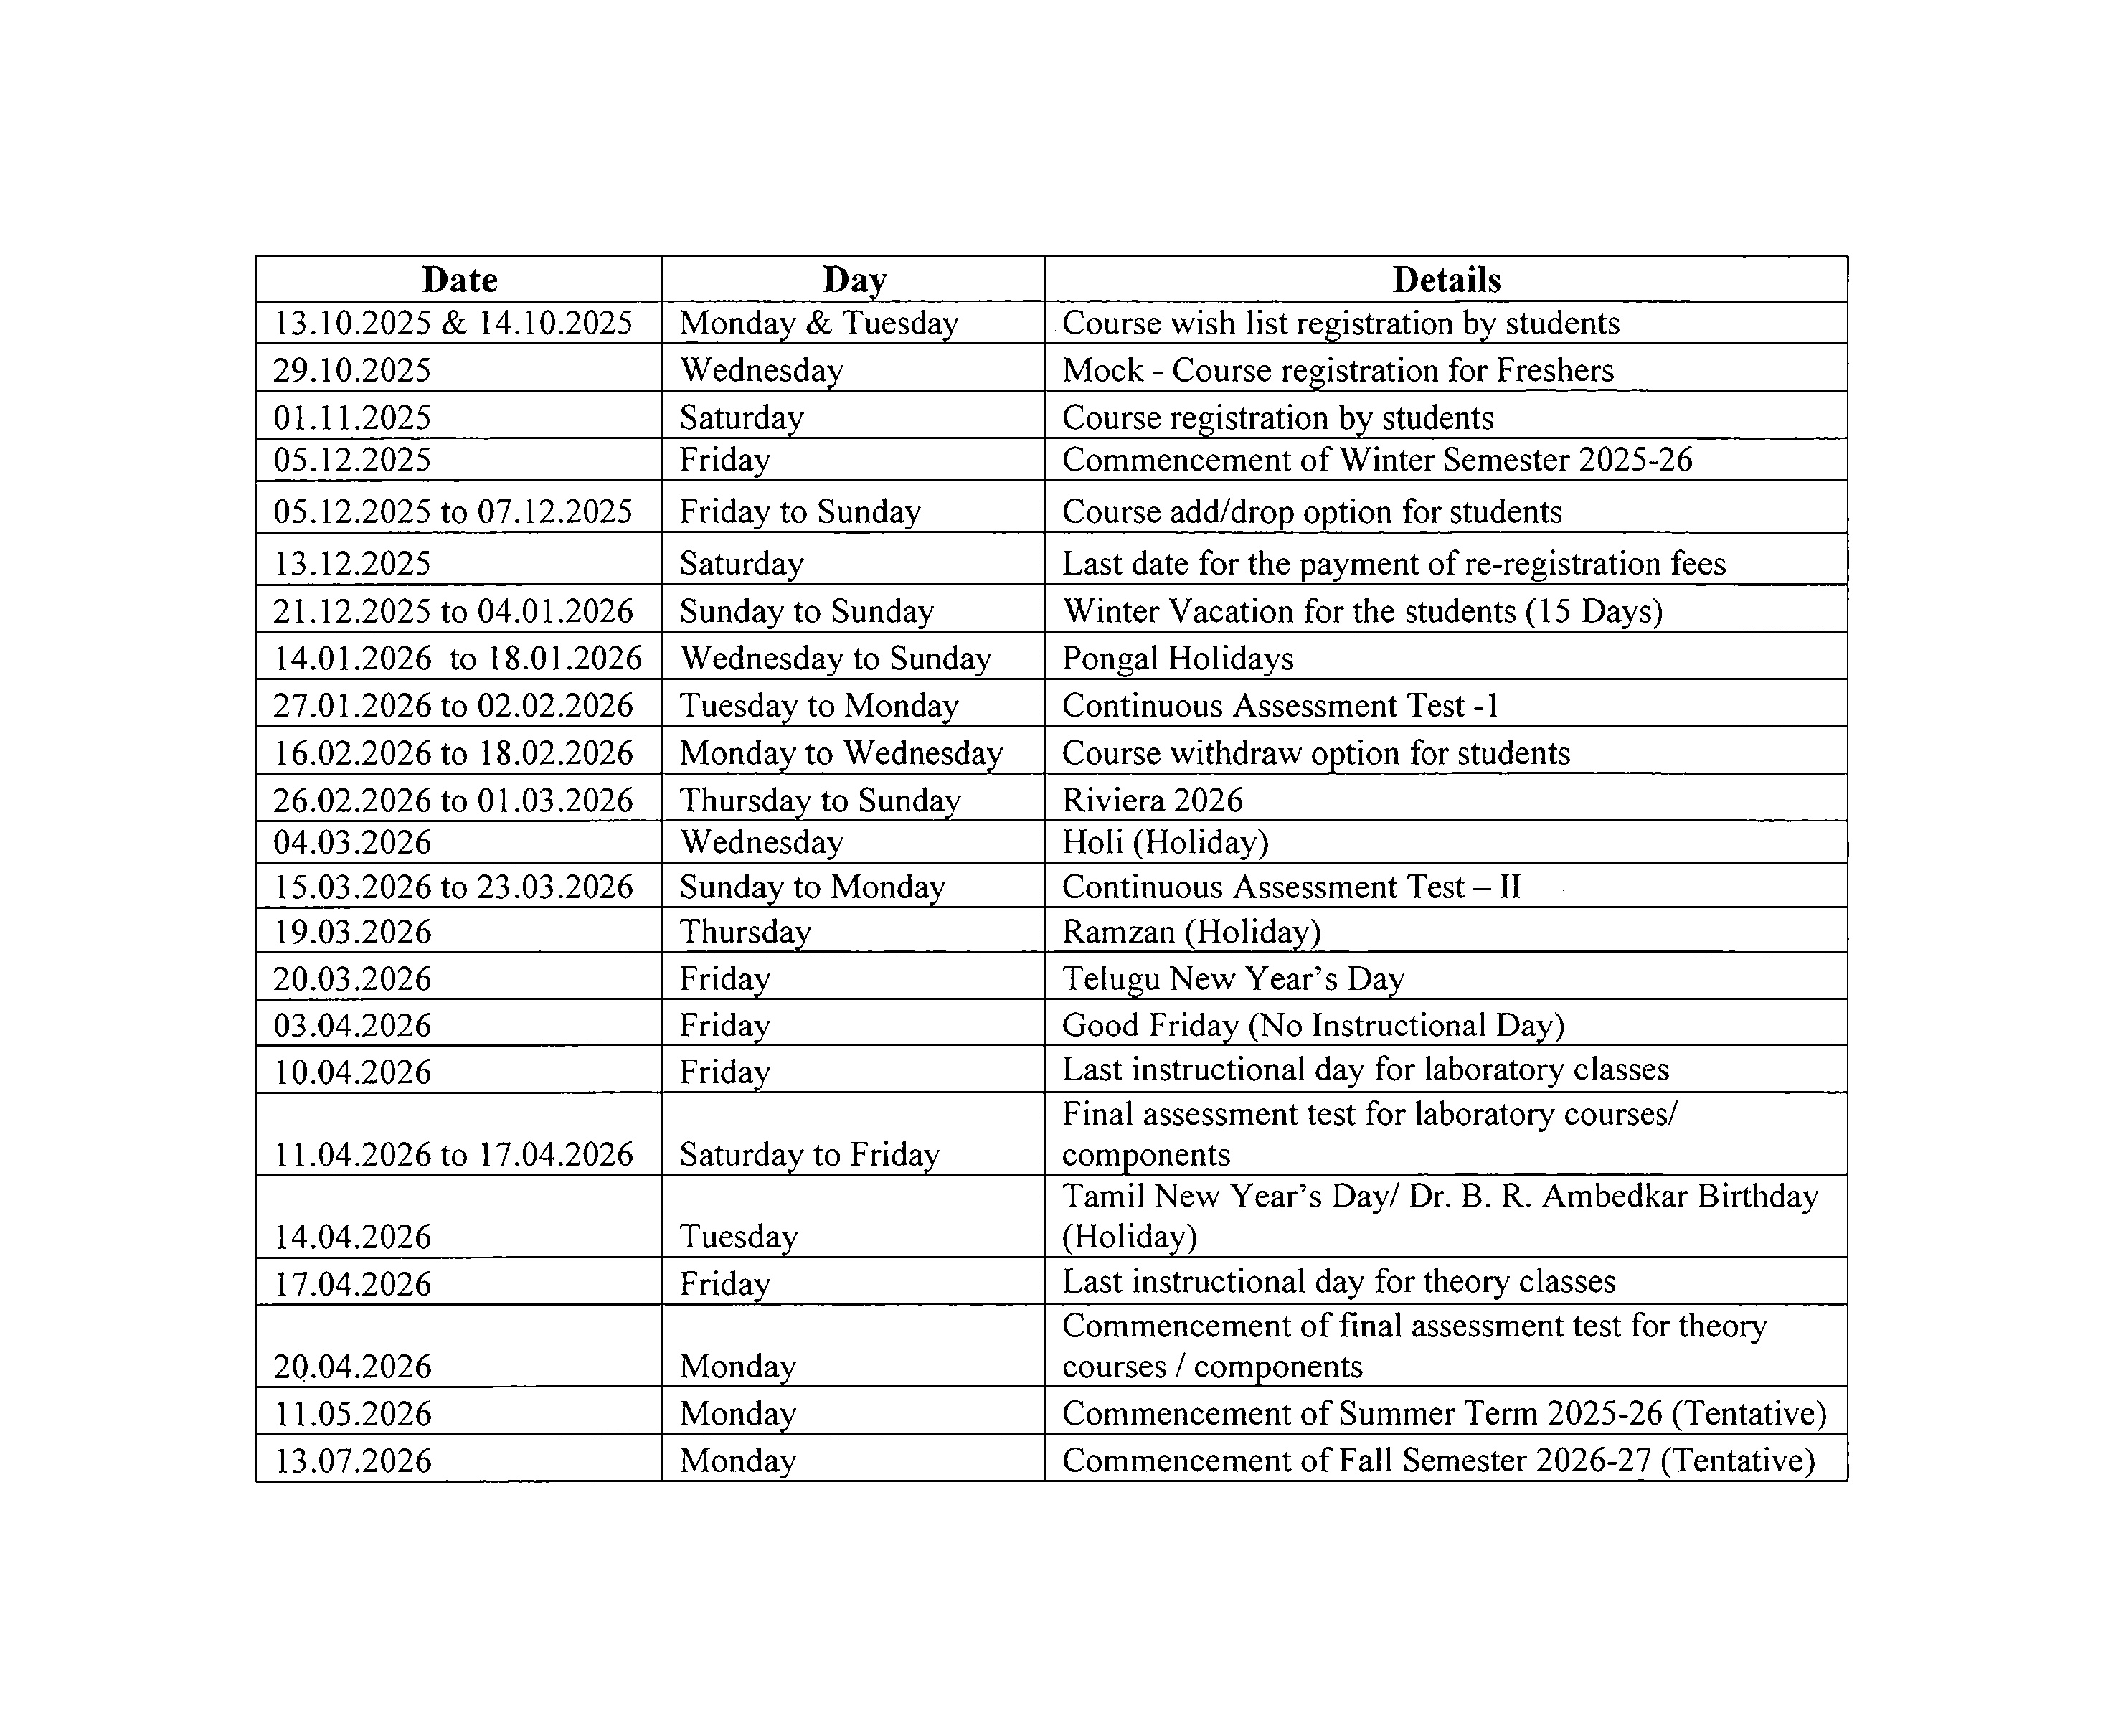 Date Day Details
13.10.2025 & 14.10.2025 Monday & Tuesday Course wish list registration by students
29.10.2025 Wednesday Mock - Course registration for Freshers
01.11.2025 Saturday Course registration by students
05.12.2025 Friday Commencement of Winter Semester 2025-26
05.12.2025 to 07.12.2025 Friday to Sunday Course add/drop option for students
13.12.2025 Saturday Last date for the payment of re-registration fees
21.12.2025 to 04.01.2026 Sunday to Sunday Winter Vacation for the students (15 Days)
14.01.2026 to 18.01.2026 Wednesday to Sunday Pongal Holidays
27.01.2026 to 02.02.2026 Tuesday to Monday Continuous Assessment Test -I
16.02.2026 to 18.02.2026 Monday to Wednesday Course withdraw option for students
26.02.2026 to 01.03.2026 Thursday to Sunday Riviera 2026
04.03.2026 Wednesday Holi (Holiday)
15.03.2026 to 23.03.2026 Sunday to Monday Continuous Assessment Test – II
19.03.2026 Thursday Ramzan (Holiday)
20.03.2026 Friday Telugu New Year's Day
03.04.2026 Friday Good Friday (No Instructional Day)
10.04.2026 Friday Last instructional day for laboratory classes
Final assessment test for laboratory courses/
11.04.2026 to 17.04.2026 Saturday to Friday components
Tamil New Year's Day/ Dr. B. R. Ambedkar Birthday
14.04.2026 Tuesday (Holiday)
17.04.2026 Friday Last instructional day for theory classes
Commencement of final assessment test for theory
20.04.2026 Monday courses / components
11.05.2026 Monday Commencement of Summer Term 2025-26 (Tentative)
13.07.2026 Monday Commencement of Fall Semester 2026-27 (Tentative)